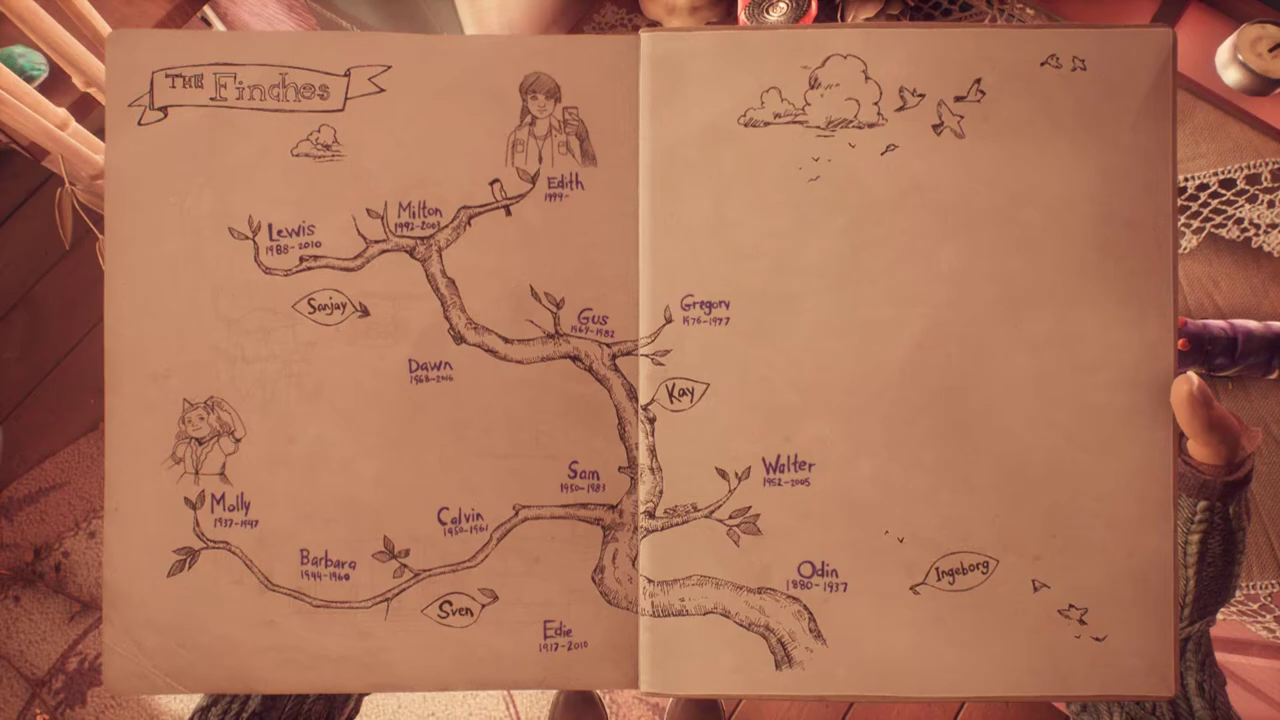 THE Finches
Edith
1999-
Milton
1992-2003
Lewis
1988-2010
Sanjay
Gus
1969-1982
Gregory
1976-1977
Dawn
1968-2016
Kay
Sam
1950-1983
Walter
1952-2005
Molly
1937-1947
Calvin
1950-1961
Barbara
1944-1960
Sven
Odin
1880-1937
Ingeborg
Edie
1917-2010